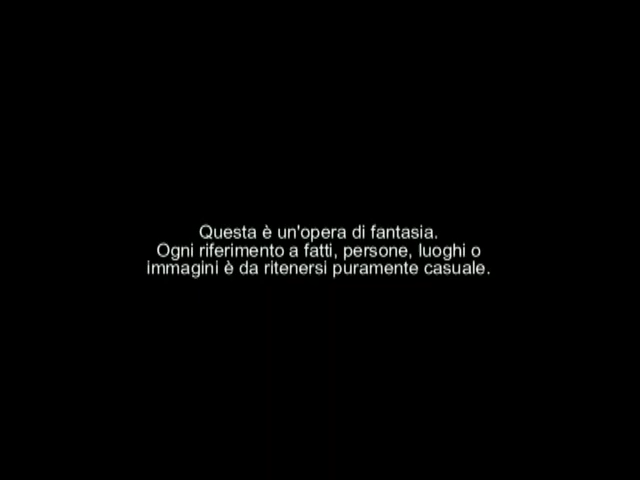 Questa è un'opera di fantasia.
Ogni riferimento a fatti, persone, luoghi o
immagini è da ritenersi puramente casuale.